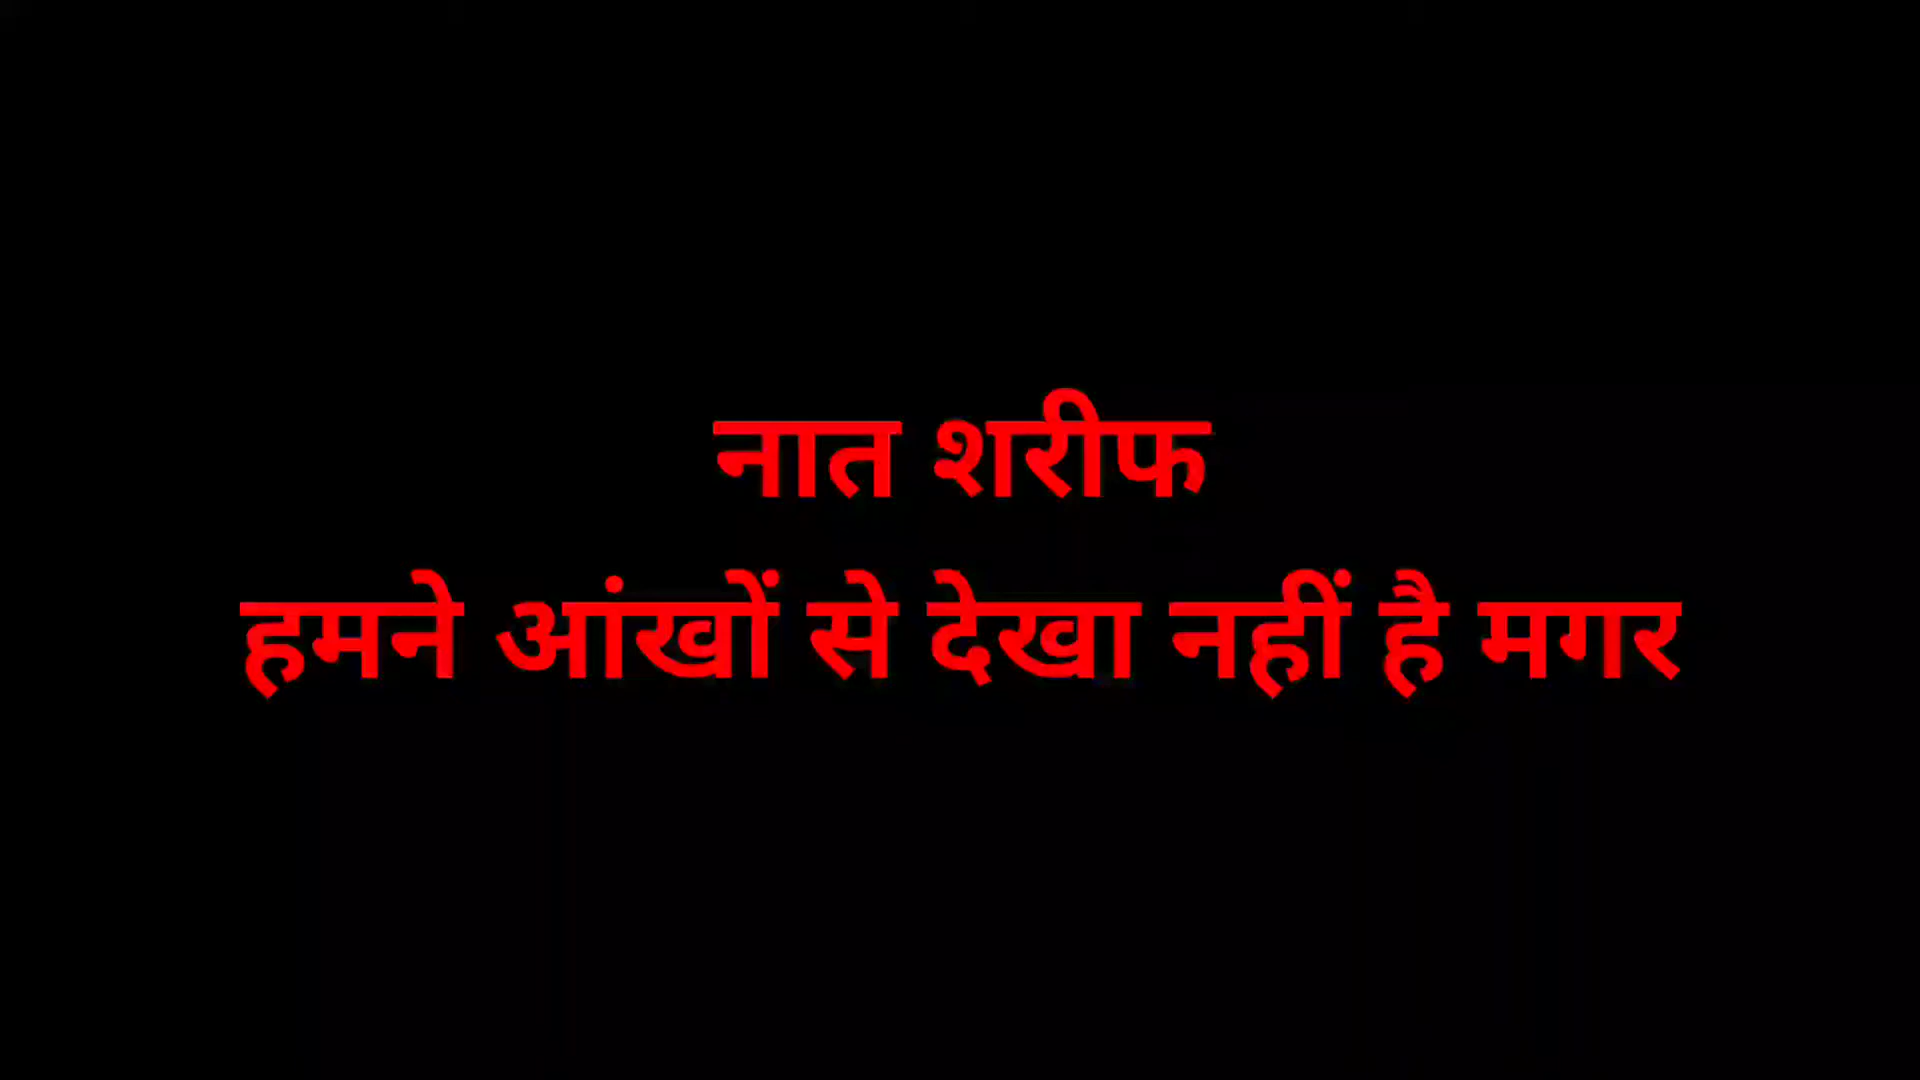 नात शरीफ
हमने आंखों से देखा नहीं है मगर